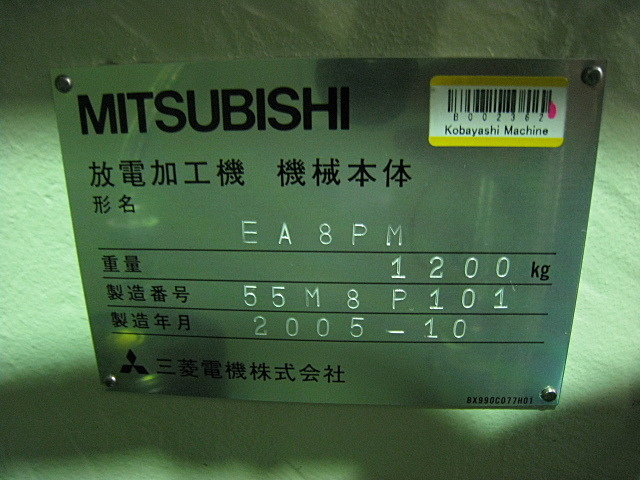 MITSUBISHI
B002362
Kobayashi Machine
放電加工機 機械本体
形名
EA8PM
重量 1200 kg
製造番号 55M8P101
製造年月 2005-10
三菱電機株式会社
BX990C077H01